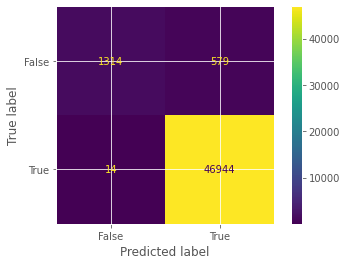 True label
False
True
1314
579
14
46944
False
True
Predicted label
40000
30000
20000
10000